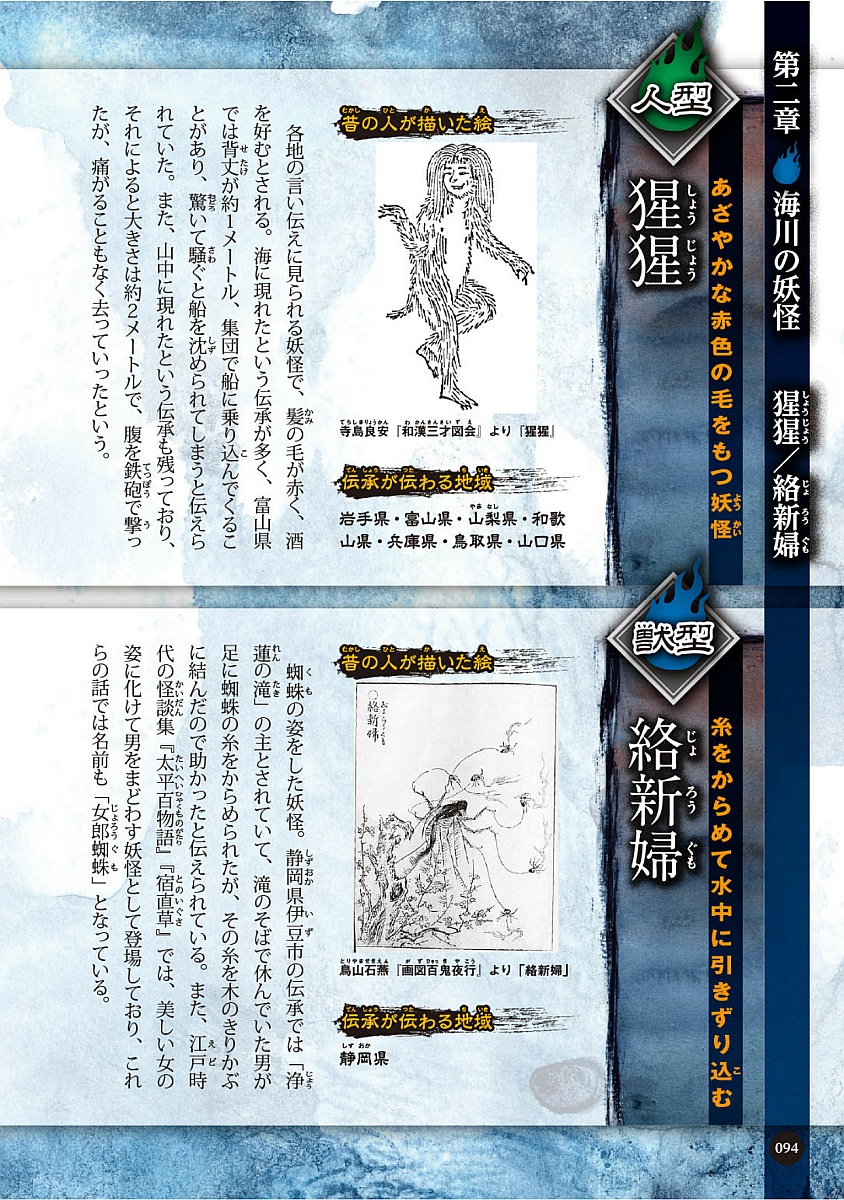 第二章 海川の妖怪 猩猩／絡新婦
人型
あざやかな赤色の毛をもつ妖怪
猩猩
昔の人が描いた絵
寺島良安『和漢三才図会』より『猩猩』
伝承が伝わる地域
岩手県・富山県・山梨県・和歌
山県・兵庫県・鳥取県・山口県
各地の言い伝えに見られる妖怪で、髪の毛が赤く、酒
を好むとされる。海に現れたという伝承が多く、富山県
では背丈が約1メートル、集団で船に乗り込んでくるこ
とがあり、驚いて騒ぐと船を沈められてしまうと伝えら
れていた。また、山中に現れたという伝承も残っており、
それによると大きさは約2メートルで、腹を鉄砲で撃っ
たが、痛がることもなく去っていったという。
獣型
糸をからめて水中に引きずり込む
絡新婦
昔の人が描いた絵
〇絡新婦
鳥山石燕『画図百鬼夜行』より「絡新婦」
伝承が伝わる地域
静岡県
蜘蛛の姿をした妖怪。静岡県伊豆市の伝承では「浄
蓮の滝」の主とされていて、滝のそばで休んでいた男が
足に蜘蛛の糸をからめられたが、その糸を木のきりかぶ
に結んだので助かったと伝えられている。また、江戸時
代の怪談集『太平百物語』『宿直草』では、美しい女の
姿に化けて男をまどわす妖怪として登場しており、これ
らの話では名前も「女郎蜘蛛」となっている。
094